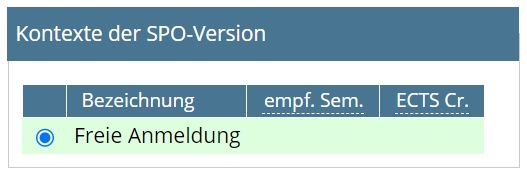 Kontexte der SPO-Version
Bezeichnung empf. Sem. ECTS Cr.
Freie Anmeldung